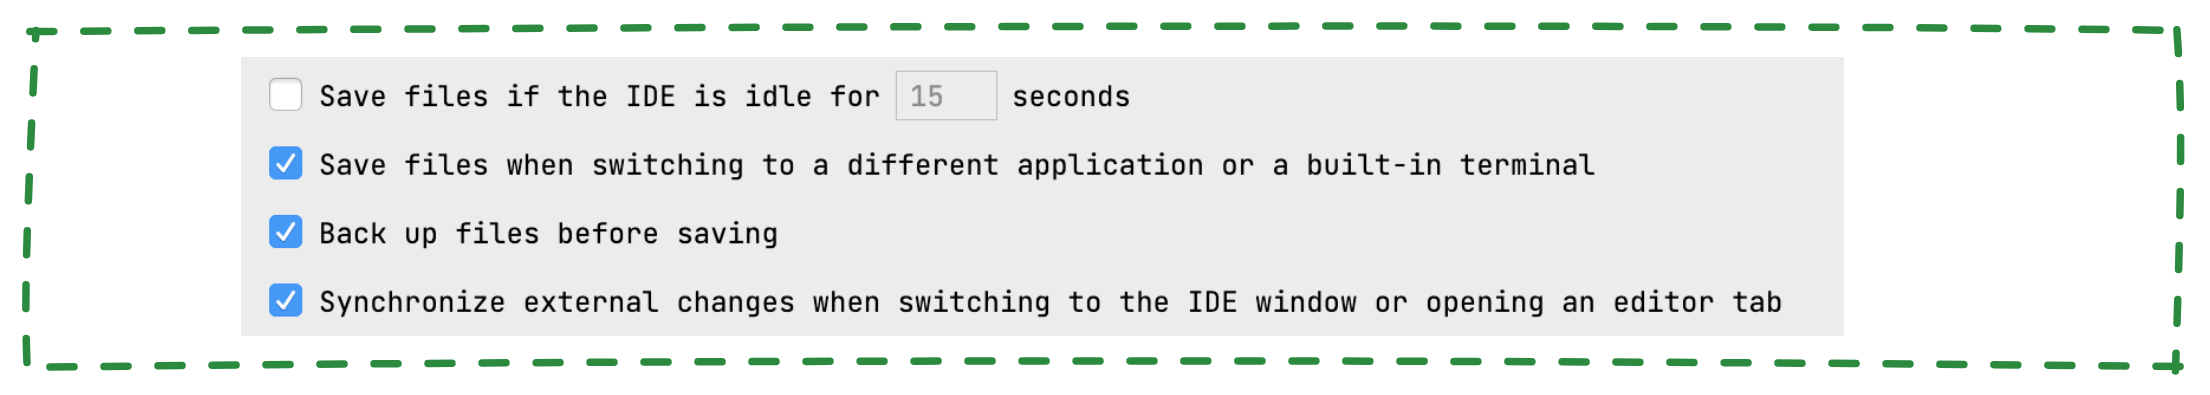 Save files if the IDE is idle for 15 seconds
Save files when switching to a different application or a built-in terminal
Back up files before saving
Synchronize external changes when switching to the IDE window or opening an editor tab